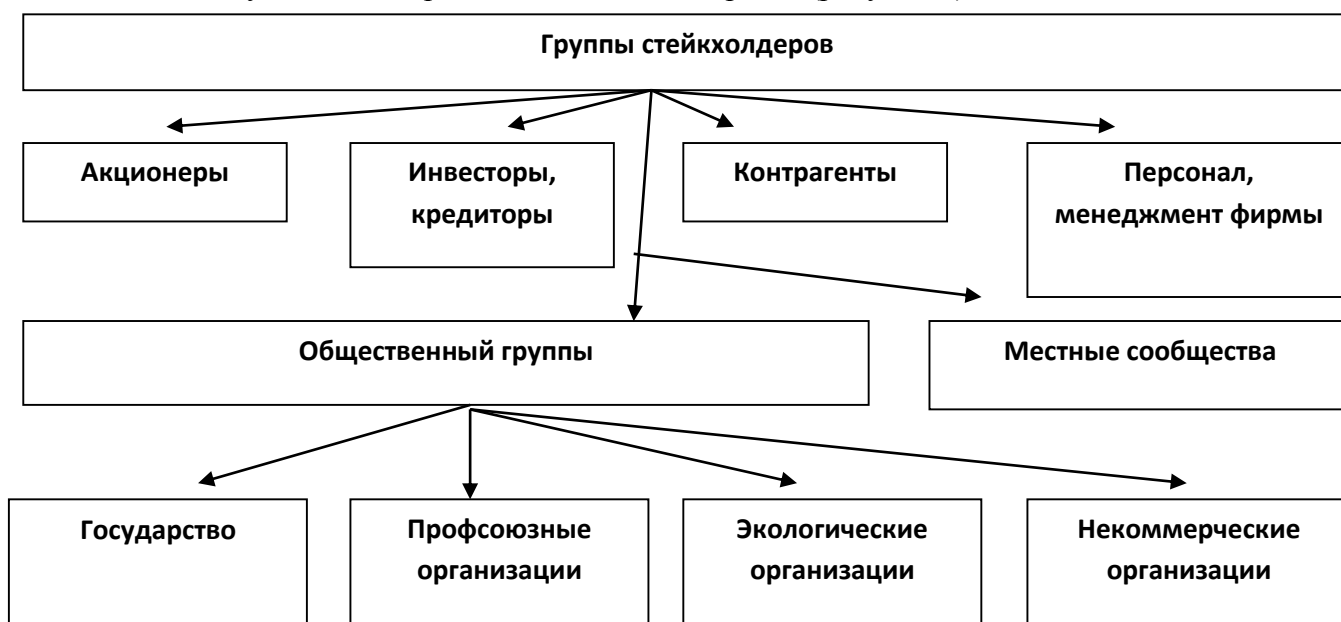 Группы стейкхолдеров
Акционеры
Инвесторы,
кредиторы
Контрагенты
Персонал,
менеджмент фирмы
Общественный группы
Местные сообщества
Государство
Профсоюзные
организации
Экологические
организации
Некоммерческие
организации